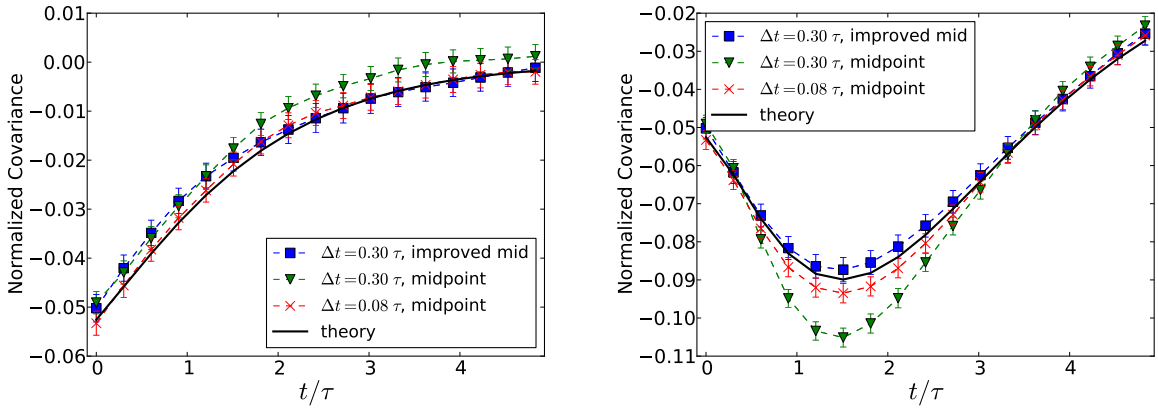 0.01
0.00
−0.01
−0.02
−0.03
−0.04
−0.05
−0.06
Normalized Covariance
0 1 2 3 4
t/τ
Δt=0.30 τ, improved mid
Δt=0.30 τ, midpoint
Δt=0.08 τ, midpoint
theory
−0.02
−0.03
−0.04
−0.05
−0.06
−0.07
−0.08
−0.09
−0.10
−0.11
Normalized Covariance
0 1 2 3 4
t/τ
Δt=0.30 τ, improved mid
Δt=0.30 τ, midpoint
Δt=0.08 τ, midpoint
theory